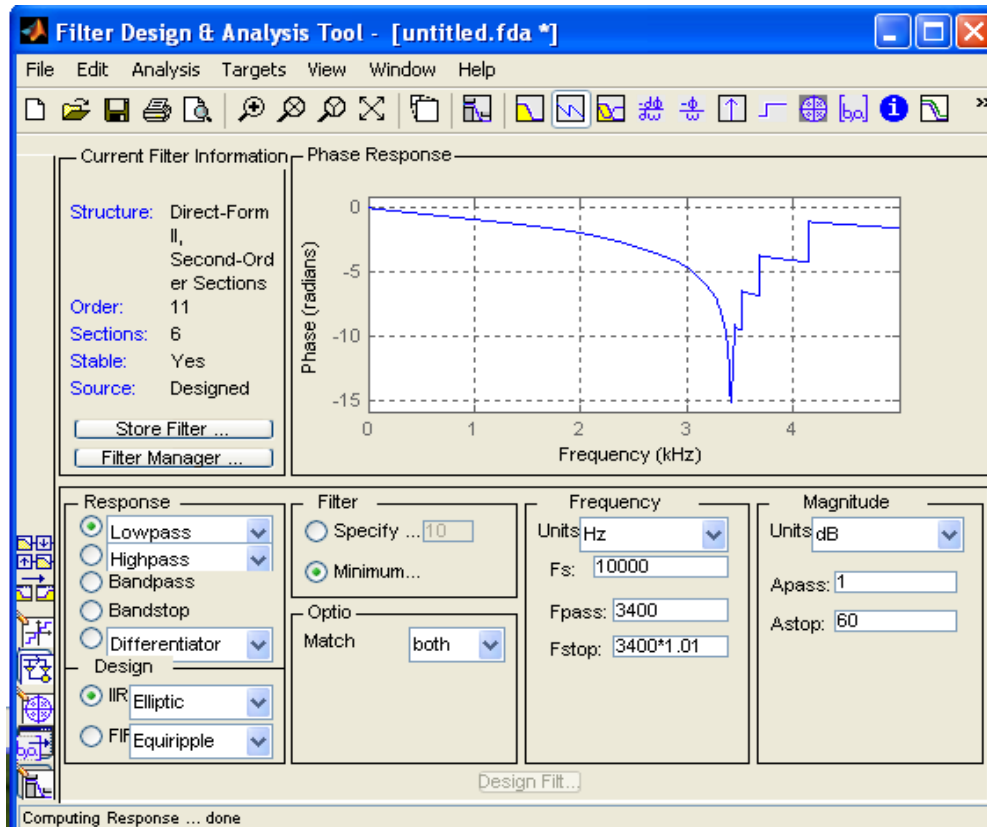 Filter Design & Analysis Tool - [untitled.fda *]
File Edit Analysis Targets View Window Help
Current Filter Information
Structure: Direct-Form
II,
Second-Ord
er Sections
Order: 11
Sections: 6
Stable: Yes
Source: Designed
Store Filter ...
Filter Manager ...
Phase Response
Phase (radians)
0
-5
-10
-15
0 1 2 3 4
Frequency (kHz)
Response
Lowpass
Highpass
Bandpass
Bandstop
Differentiator
Design
IIR Elliptic
FIF Equiripple
Filter
Specify ... 10
Minimum...
Optio
Match both
Frequency
Units Hz
Fs: 10000
Fpass: 3400
Fstop: 3400*1.01
Magnitude
Units dB
Apass: 1
Astop: 60
Design Filt...
Computing Response ... done